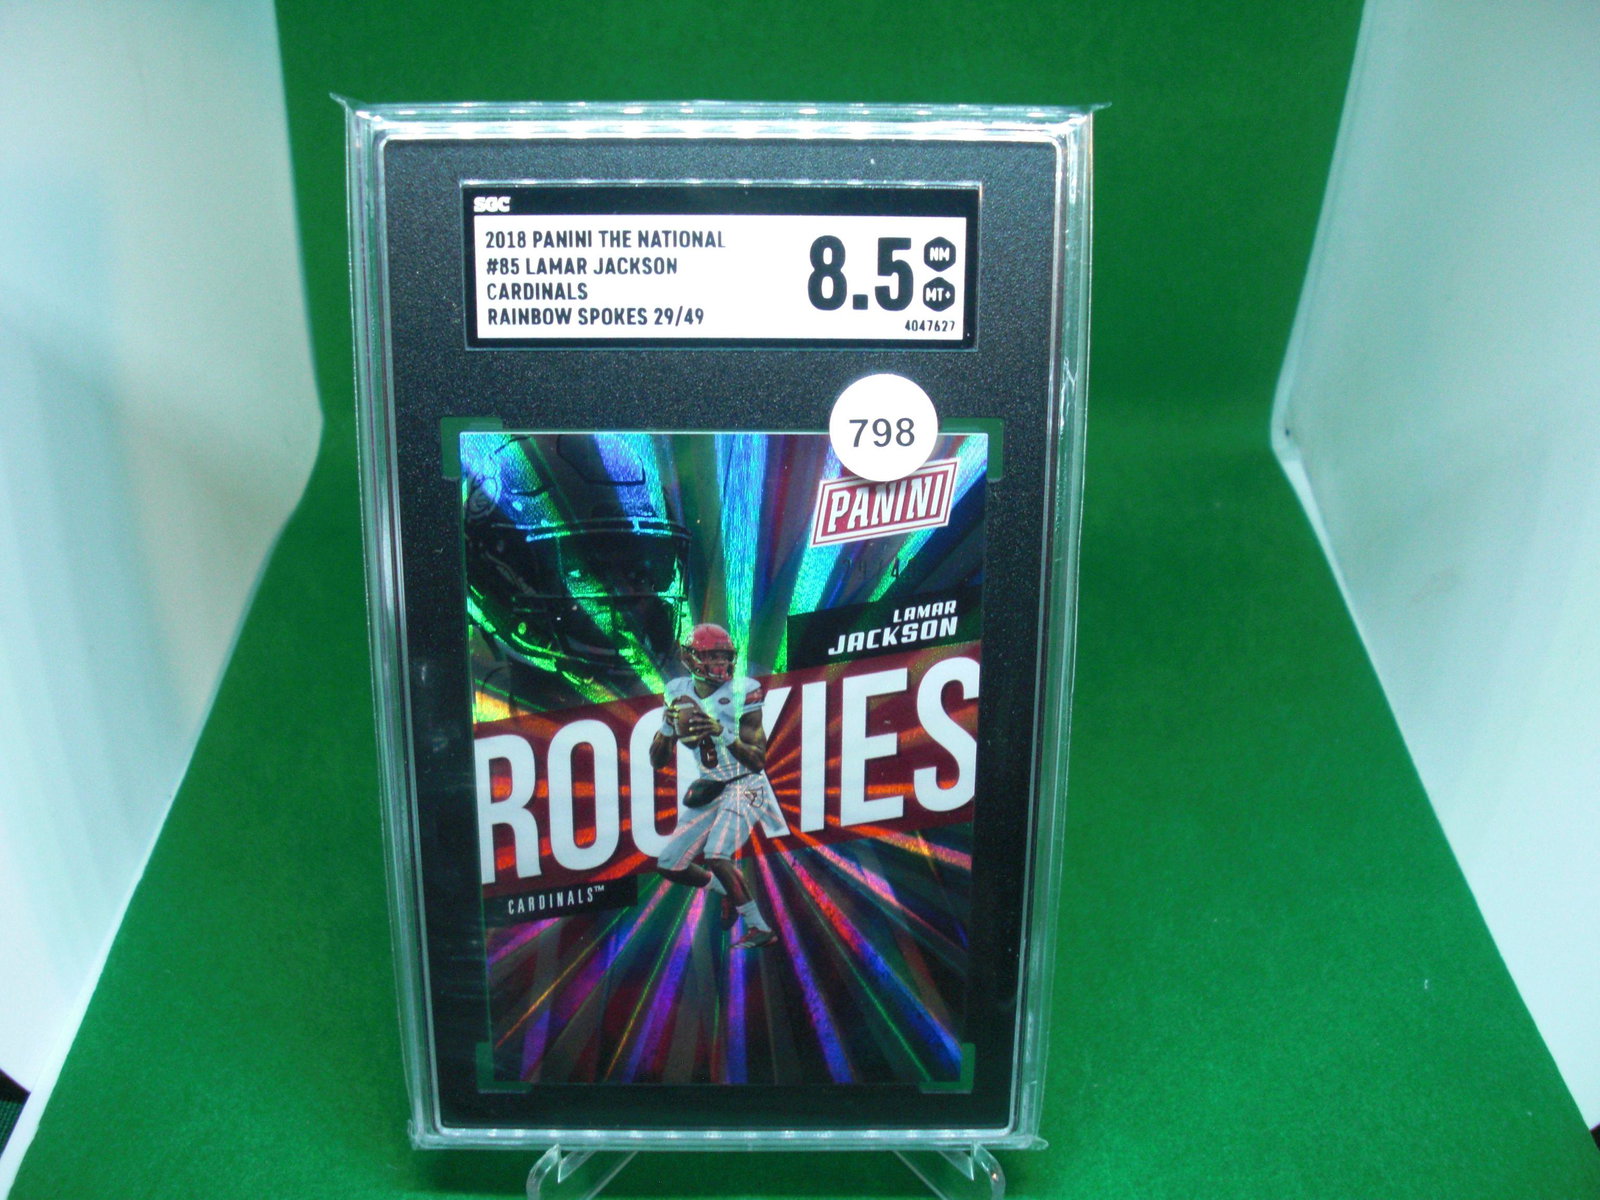 SGC
2018 PANINI THE NATIONAL
#85 LAMAR JACKSON
CARDINALS
RAINBOW SPOKES 29/49
8.5
NM
MT+
4047627
798
PANINI
LAMAR
JACKSON
ROOKIES
CARDINALS™